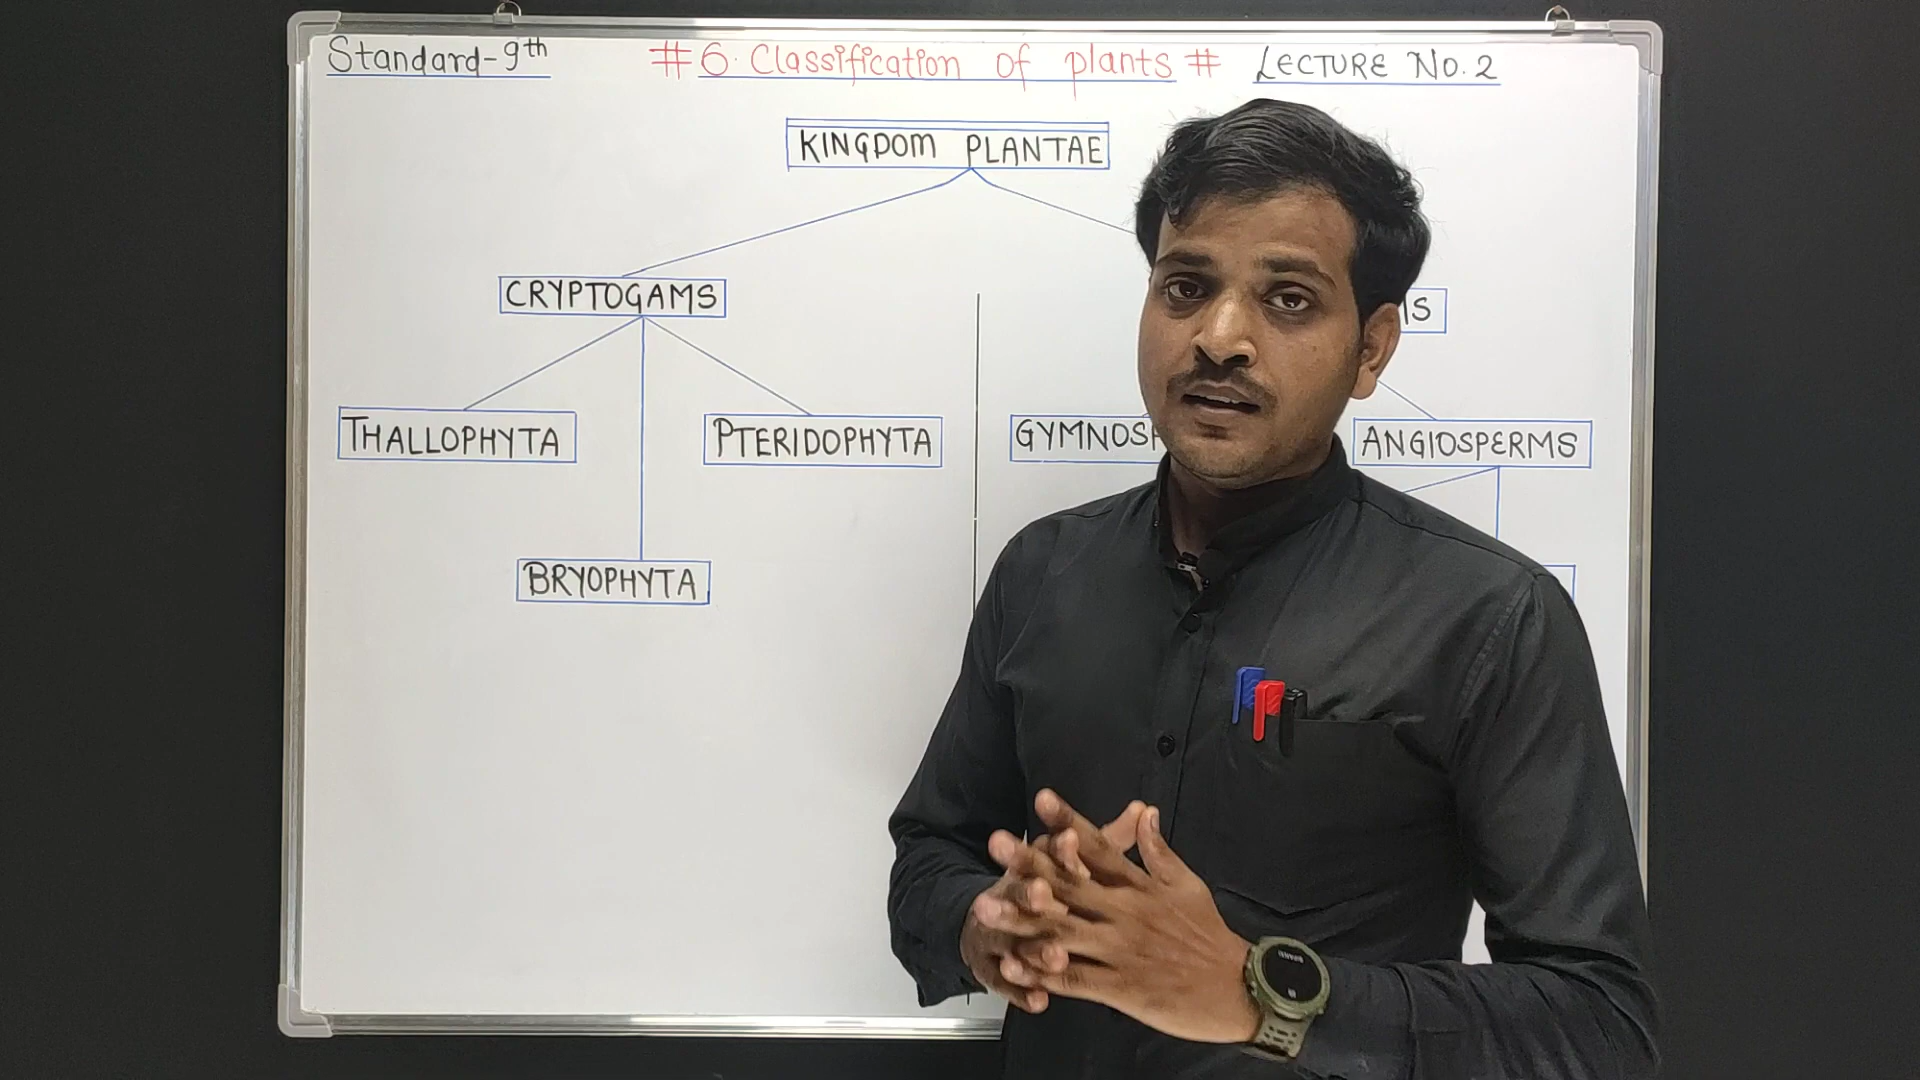 Standard-9th #6. Classification of plants # LECTURE No. 2
KINGDOM PLANTAE
CRYPTOGAMS
THALLOPHYTA PTERIDOPHYTA ANGIOSPERMS
BRYOPHYTA